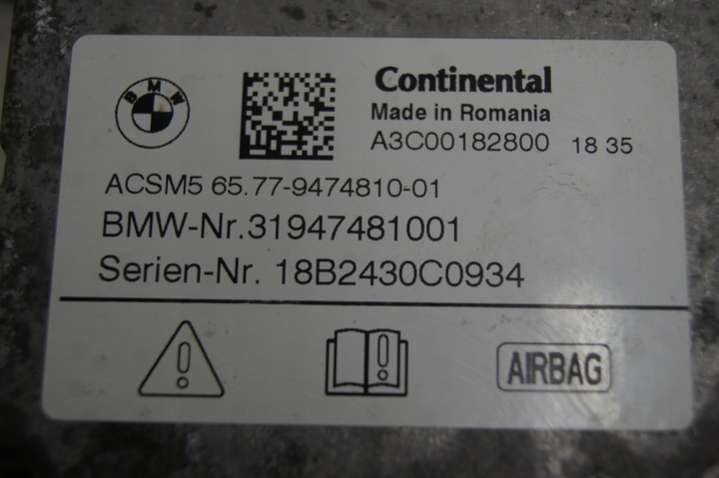 BMW
Continental
Made in Romania
A3C00182800 18 35
ACSM5 65.77-9474810-01
BMW-Nr.31947481001
Serien-Nr. 18B2430C0934
AIRBAG